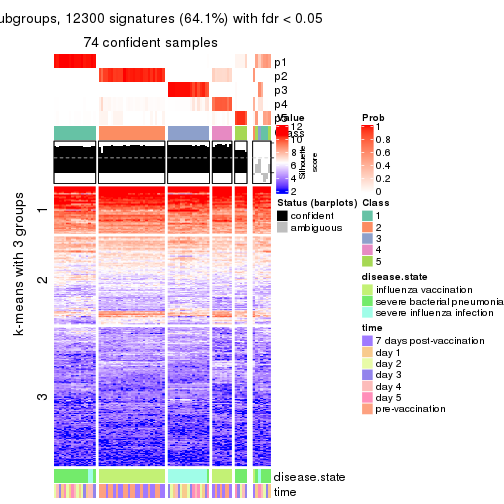 ubgroups, 12300 signatures (64.1%) with fdr < 0.05
74 confident samples
p1
p2
p3
p4
Class
k-means with 3 groups
1
2
3
Value
12
10
8
6
4
2
Silhouette
score
Prob
1
0.8
0.6
0.4
0.2
0
Status (barplots)
confident
ambiguous
Class
1
2
3
4
5
disease.state
influenza vaccination
severe bacterial pneumonia
severe influenza infection
time
7 days post-vaccination
day 1
day 2
day 3
day 4
day 5
pre-vaccination
disease.state
time